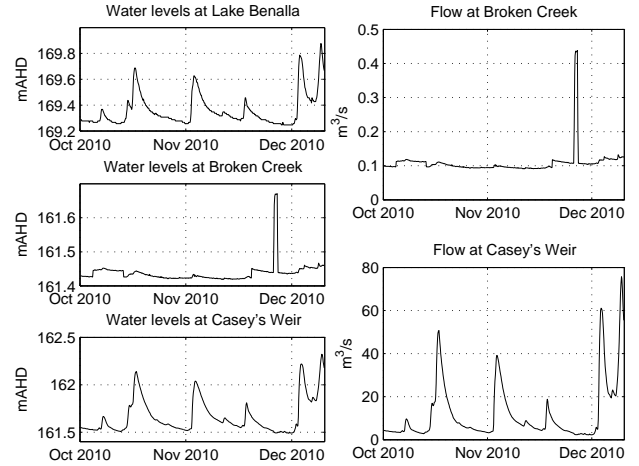 Water levels at Lake Benalla
mAHD
169.8
169.6
169.4
169.2
Oct 2010 Nov 2010 Dec 2010
Water levels at Broken Creek
mAHD
161.6
161.5
161.4
Oct 2010 Nov 2010 Dec 2010
Water levels at Casey's Weir
mAHD
162.5
162
161.5
Oct 2010 Nov 2010 Dec 2010
Flow at Broken Creek
m³/s
0.5
0.4
0.3
0.2
0.1
0
Oct 2010 Nov 2010 Dec 2010
Flow at Casey's Weir
m³/s
80
60
40
20
0
Oct 2010 Nov 2010 Dec 2010